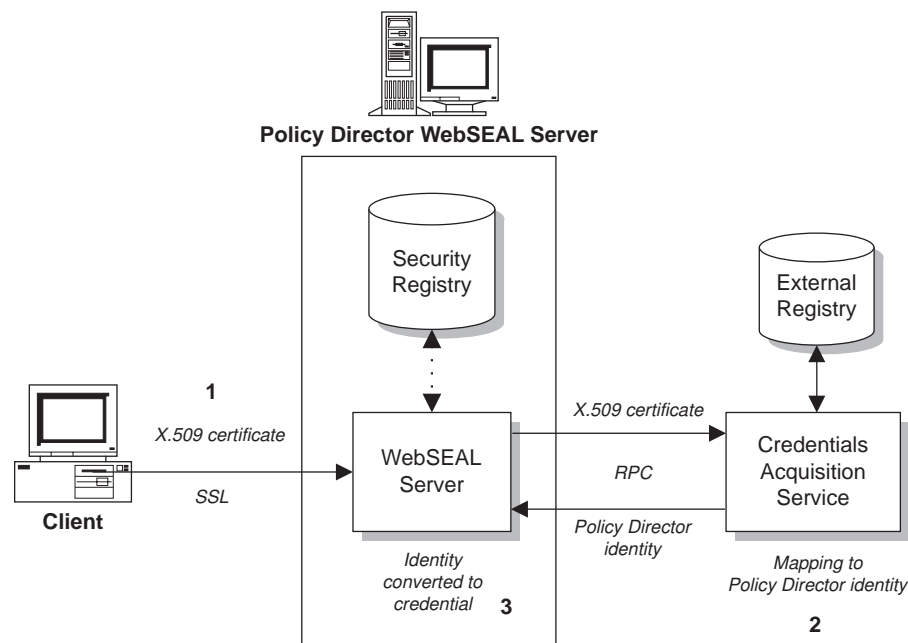 Policy Director WebSEAL Server
Security
Registry
External
Registry
1
X.509 certificate
SSL
Client
WebSEAL
Server
X.509 certificate
RPC
Policy Director
identity
Credentials
Acquisition
Service
Identity
converted to
credential
3
Mapping to
Policy Director identity
2